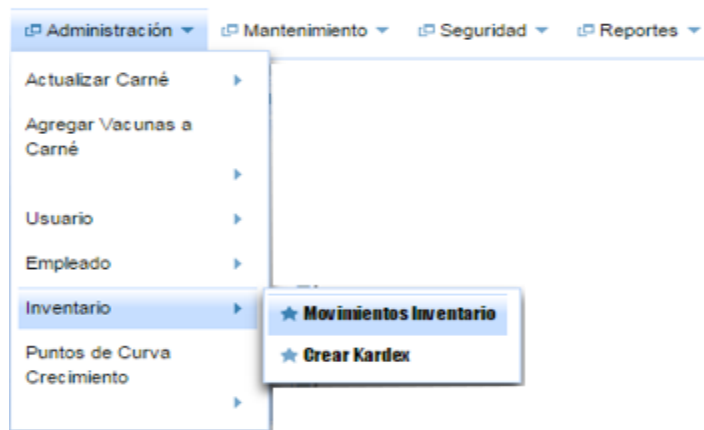 Administración Mantenimiento Seguridad Reportes
Actualizar Carné
Agregar Vacunas a
Carné
Usuario
Empleado
Inventario
Movimientos Inventario
Crear Kardex
Puntos de Curva
Crecimiento